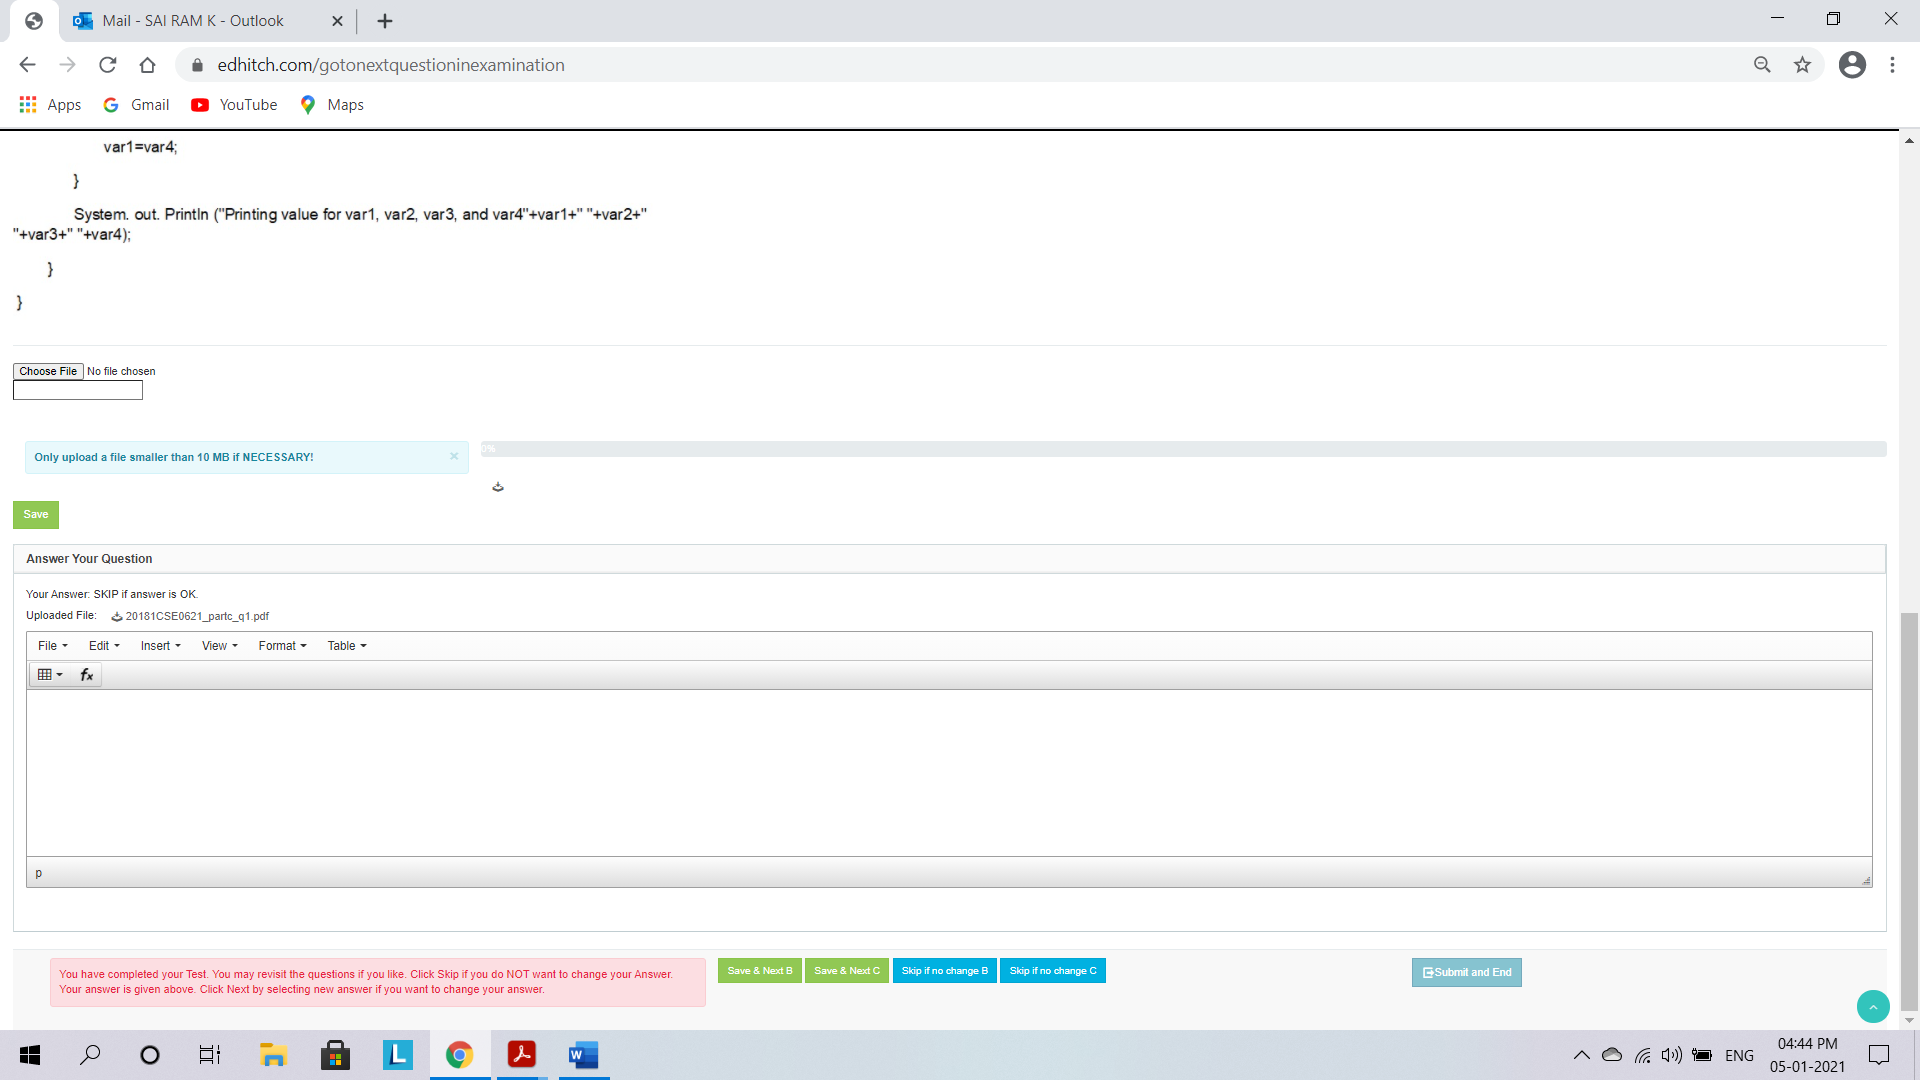 Mail - SAI RAM K - Outlook
edhitch.com/gotonextquestioninexamination
Apps Gmail YouTube Maps
var1=var4;
}
System. out. Println ("Printing value for var1, var2, var3, and var4"+var1+" "+var2+"
"+var3+" "+var4);
}
}
Choose File No file chosen
Only upload a file smaller than 10 MB if NECESSARY! ×
0%
Save
Answer Your Question
Your Answer: SKIP if answer is OK.
Uploaded File: 20181CSE0621_partc_q1.pdf
File Edit Insert View Format Table
fx
p
You have completed your Test. You may revisit the questions if you like. Click Skip if you do NOT want to change your Answer.
Your answer is given above. Click Next by selecting new answer if you want to change your answer.
Save & Next B Save & Next C Skip if no change B Skip if no change C Submit and End
L W ENG 04:44 PM
05-01-2021